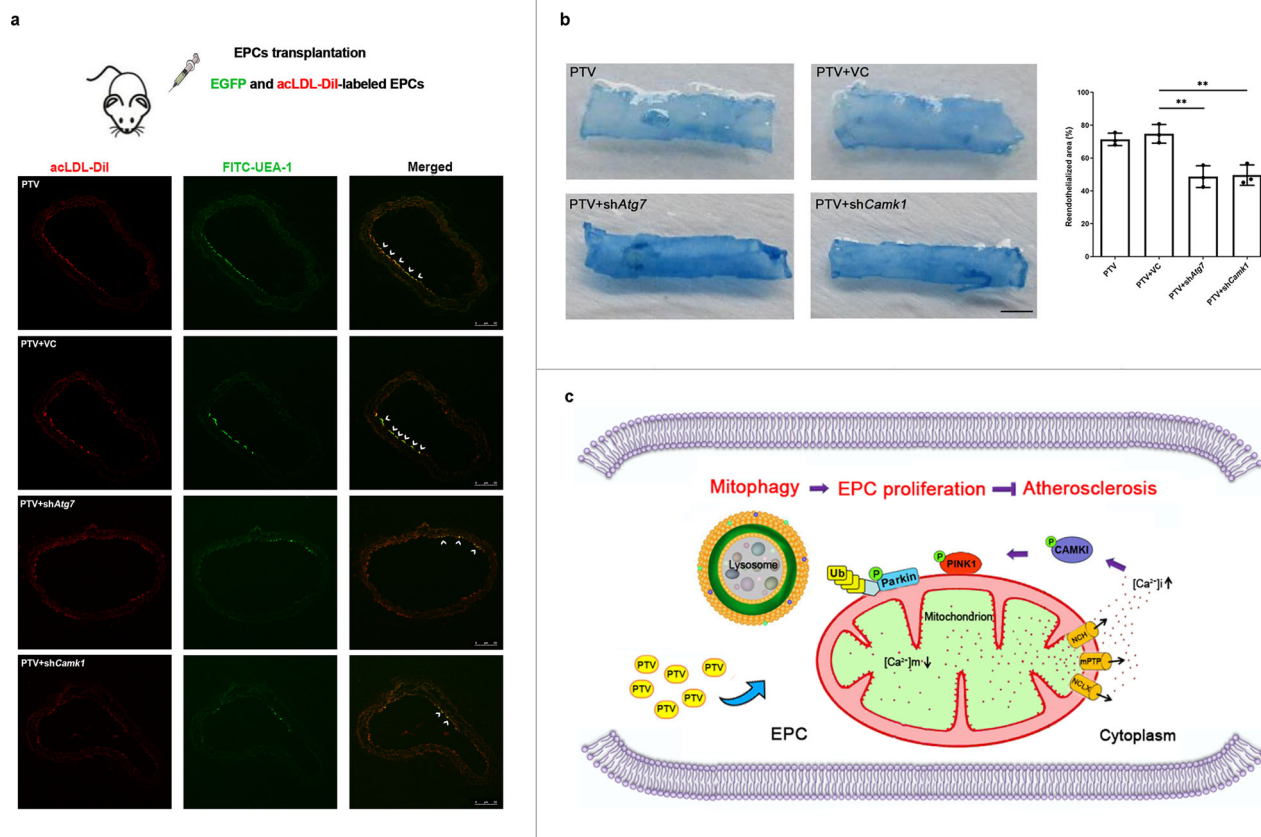 a
EPCs transplantation
EGFP and acLDL-Dil-labeled EPCs
acLDL-Dil
FITC-UEA-1
Merged
PTV
PTV+VC
PTV+shAtg7
PTV+shCamk1
b
PTV
PTV+VC
PTV+shAtg7
PTV+shCamk1
**
**
Reendothelialized area (%)
100
80
60
40
20
0
PTV
PTV+VC
PTV+shAtg7
PTV+shCamk1
c
Mitophagy
EPC proliferation
Atherosclerosis
Lysosome
Ub
P
Parkin
P
PINK1
P
CAMKI
[Ca²⁺]i
Mitochondrion
[Ca²⁺]m
NCH
mPTP
NCLX
PTV
PTV
PTV
PTV
PTV
PTV
EPC
Cytoplasm